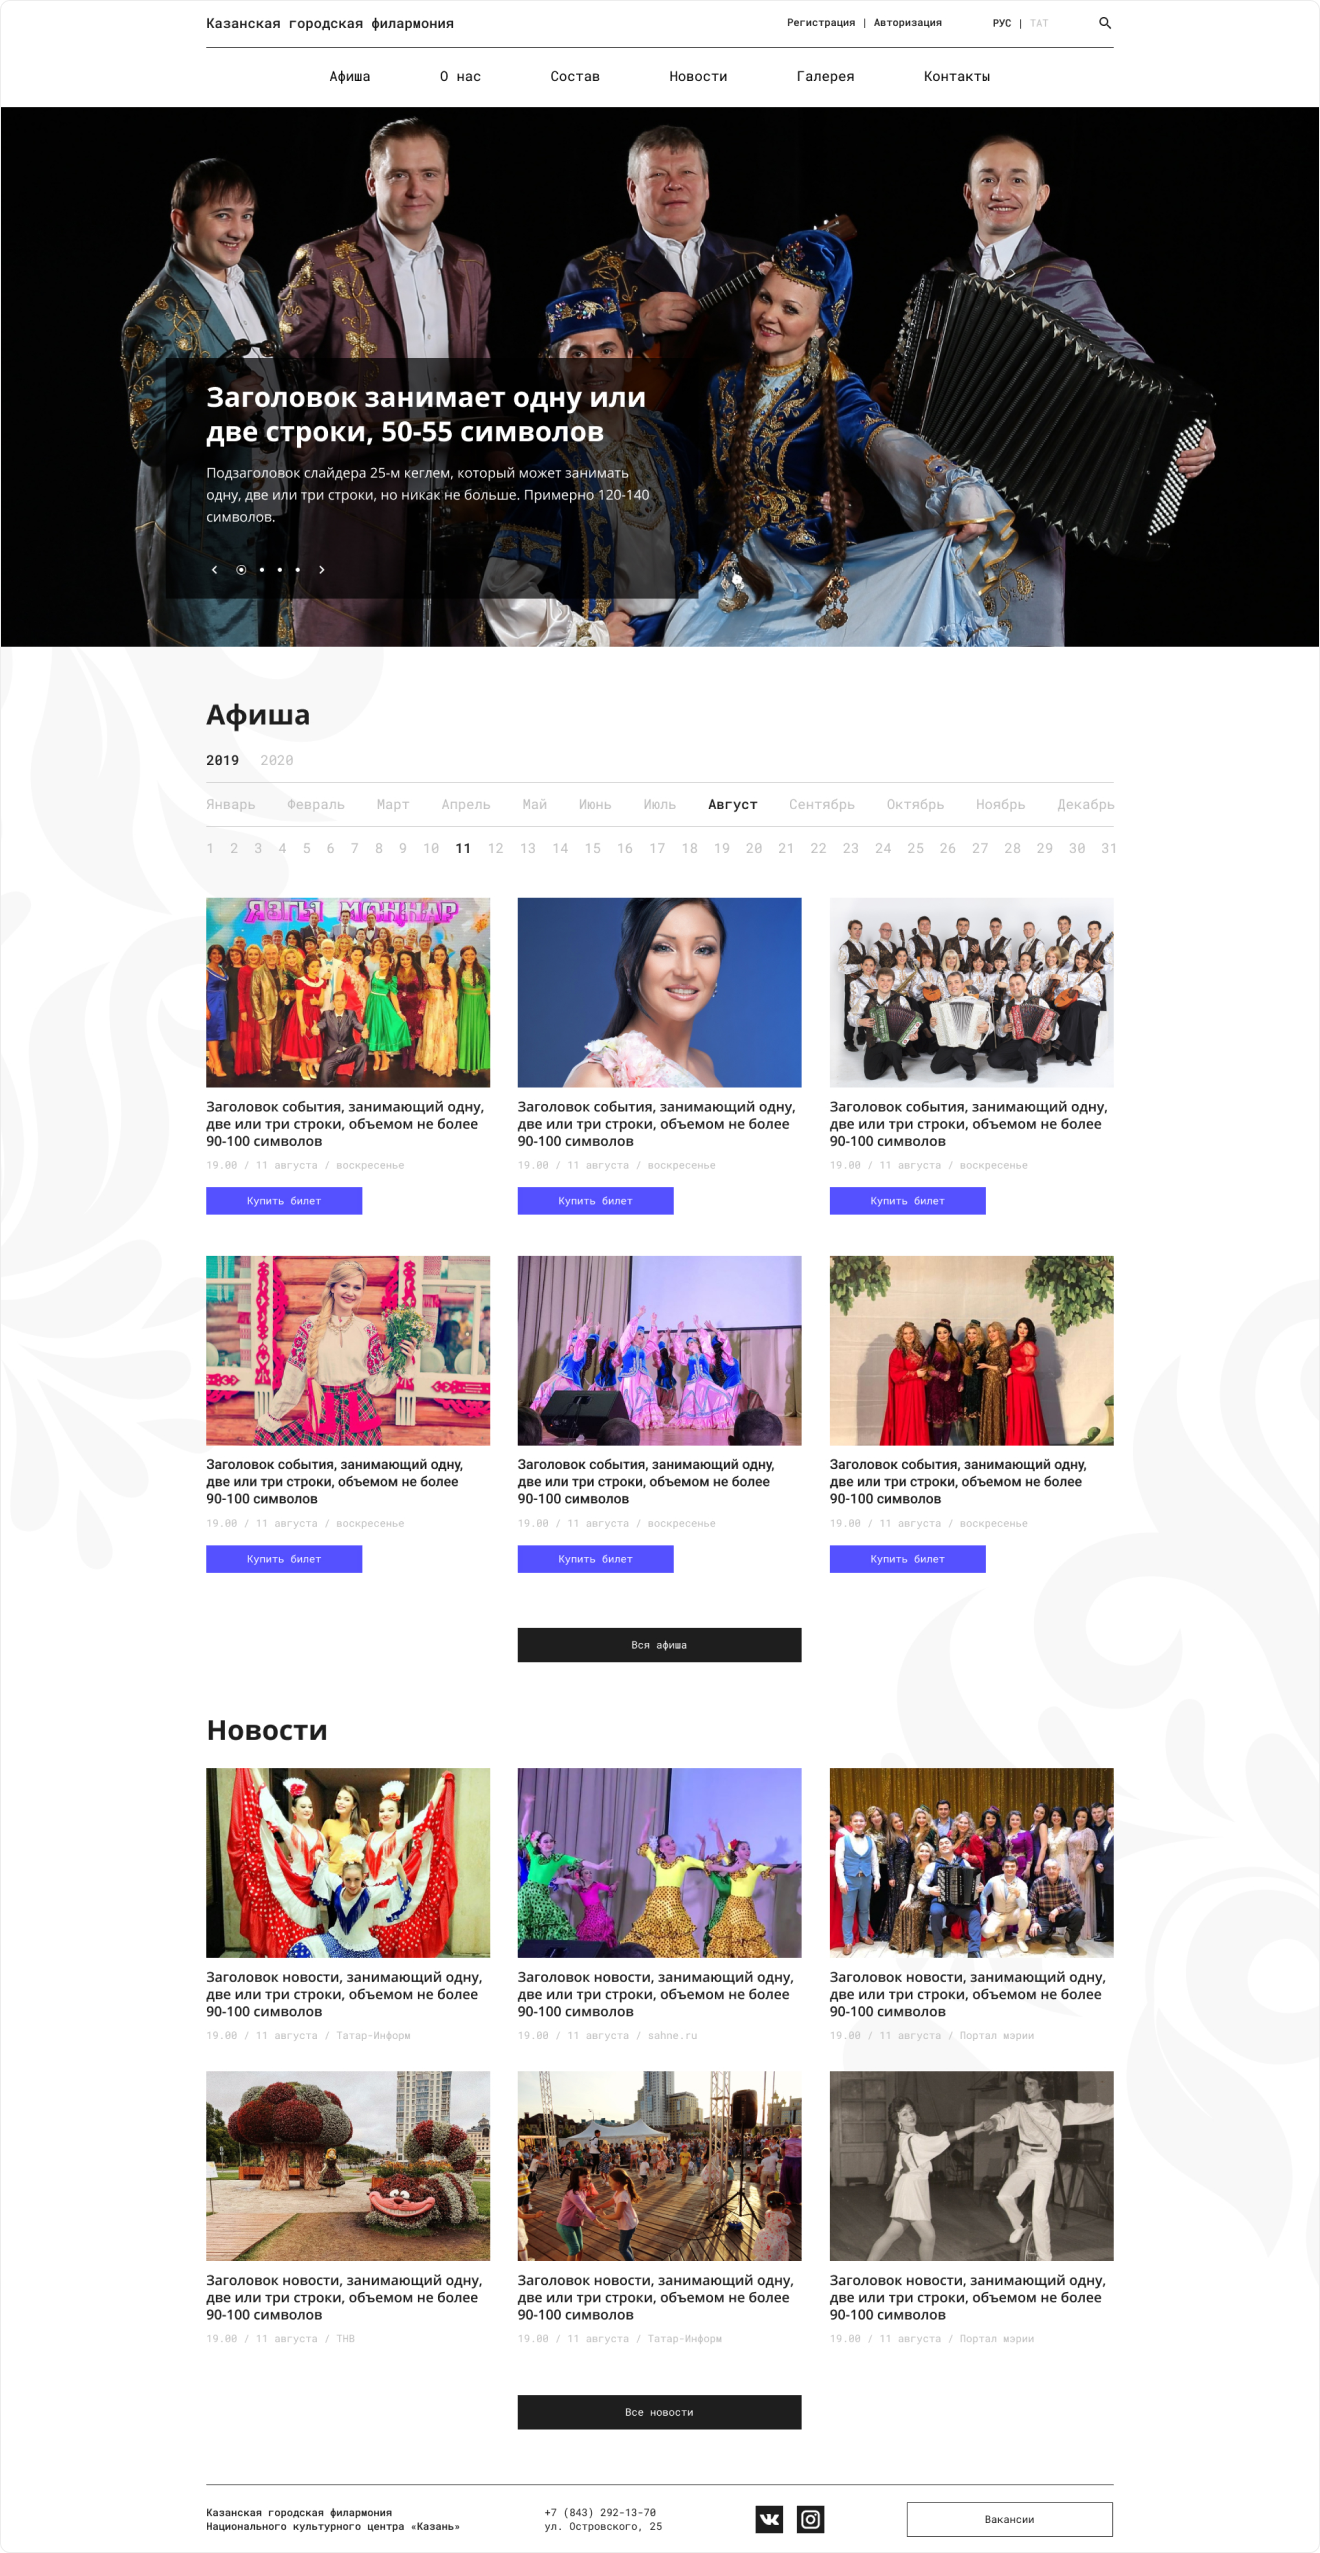 Казанская городская филармония
Регистрация | Авторизация
РУС | ТАТ
Афиша О нас Состав Новости Галерея Контакты
Заголовок занимает одну или
две строки, 50-55 символов
Подзаголовок слайдера 25-м кеглем, который может занимать
одну, две или три строки, но никак не больше. Примерно 120-140
символов.
Афиша
2019 2020
Январь Февраль Март Апрель Май Июнь Июль Август Сентябрь Октябрь Ноябрь Декабрь
1 2 3 4 5 6 7 8 9 10 11 12 13 14 15 16 17 18 19 20 21 22 23 24 25 26 27 28 29 30 31
ЯЗГЫ МОННАР
Заголовок события, занимающий одну,
две или три строки, объемом не более
90-100 символов
19.00 / 11 августа / воскресенье
Купить билет
Заголовок события, занимающий одну,
две или три строки, объемом не более
90-100 символов
19.00 / 11 августа / воскресенье
Купить билет
Заголовок события, занимающий одну,
две или три строки, объемом не более
90-100 символов
19.00 / 11 августа / воскресенье
Купить билет
Заголовок события, занимающий одну,
две или три строки, объемом не более
90-100 символов
19.00 / 11 августа / воскресенье
Купить билет
Заголовок события, занимающий одну,
две или три строки, объемом не более
90-100 символов
19.00 / 11 августа / воскресенье
Купить билет
Заголовок события, занимающий одну,
две или три строки, объемом не более
90-100 символов
19.00 / 11 августа / воскресенье
Купить билет
Вся афиша
Новости
Заголовок новости, занимающий одну,
две или три строки, объемом не более
90-100 символов
19.00 / 11 августа / Татар-Информ
Заголовок новости, занимающий одну,
две или три строки, объемом не более
90-100 символов
19.00 / 11 августа / sahne.ru
Заголовок новости, занимающий одну,
две или три строки, объемом не более
90-100 символов
19.00 / 11 августа / Портал мэрии
Заголовок новости, занимающий одну,
две или три строки, объемом не более
90-100 символов
19.00 / 11 августа / ТНВ
Заголовок новости, занимающий одну,
две или три строки, объемом не более
90-100 символов
19.00 / 11 августа / Татар-Информ
Заголовок новости, занимающий одну,
две или три строки, объемом не более
90-100 символов
19.00 / 11 августа / Портал мэрии
Все новости
Казанская городская филармония
Национального культурного центра «Казань»
+7 (843) 292-13-70
ул. Островского, 25
Вакансии